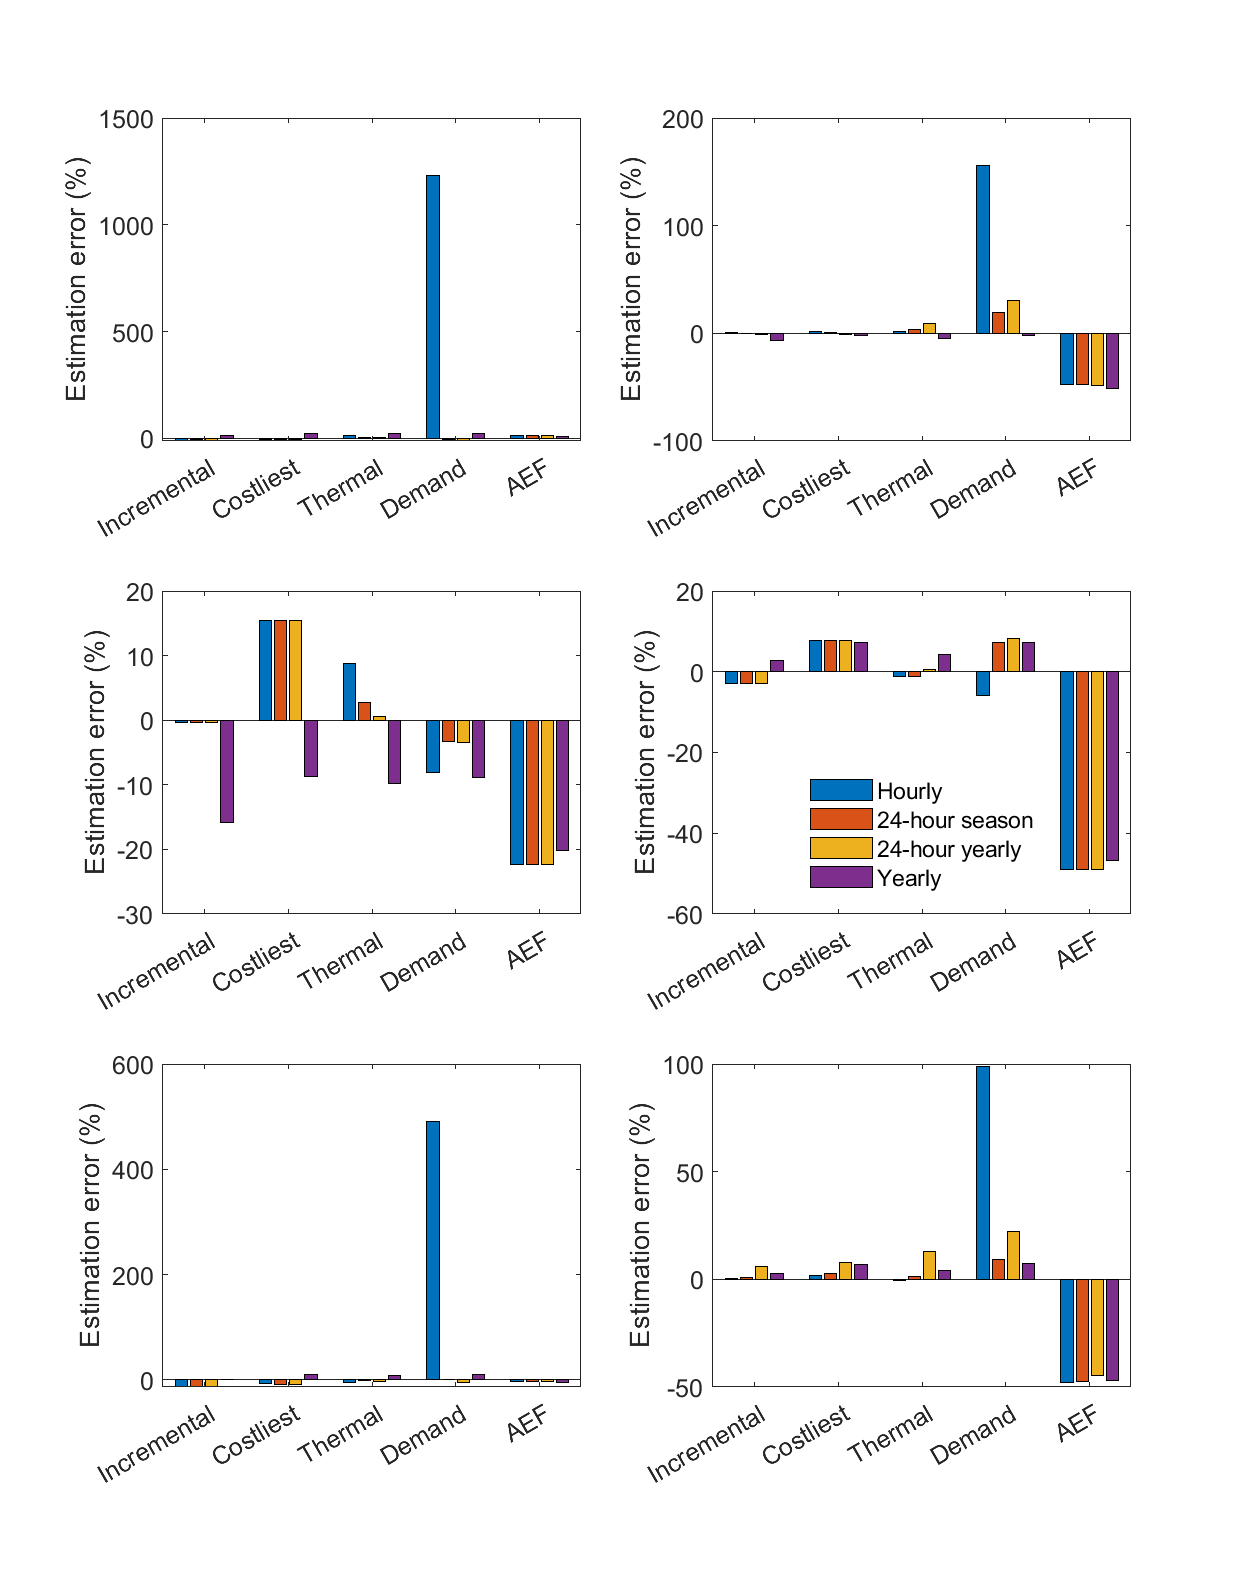 1500
1000
500
0
Estimation error (%)
Incremental
Costliest
Thermal
Demand
AEF
200
100
0
-100
Estimation error (%)
Incremental
Costliest
Thermal
Demand
AEF
20
10
0
-10
-20
-30
Estimation error (%)
Incremental
Costliest
Thermal
Demand
AEF
20
0
-20
-40
-60
Estimation error (%)
Hourly
24-hour season
24-hour yearly
Yearly
Incremental
Costliest
Thermal
Demand
AEF
600
400
200
0
Estimation error (%)
Incremental
Costliest
Thermal
Demand
AEF
100
50
0
-50
Estimation error (%)
Incremental
Costliest
Thermal
Demand
AEF